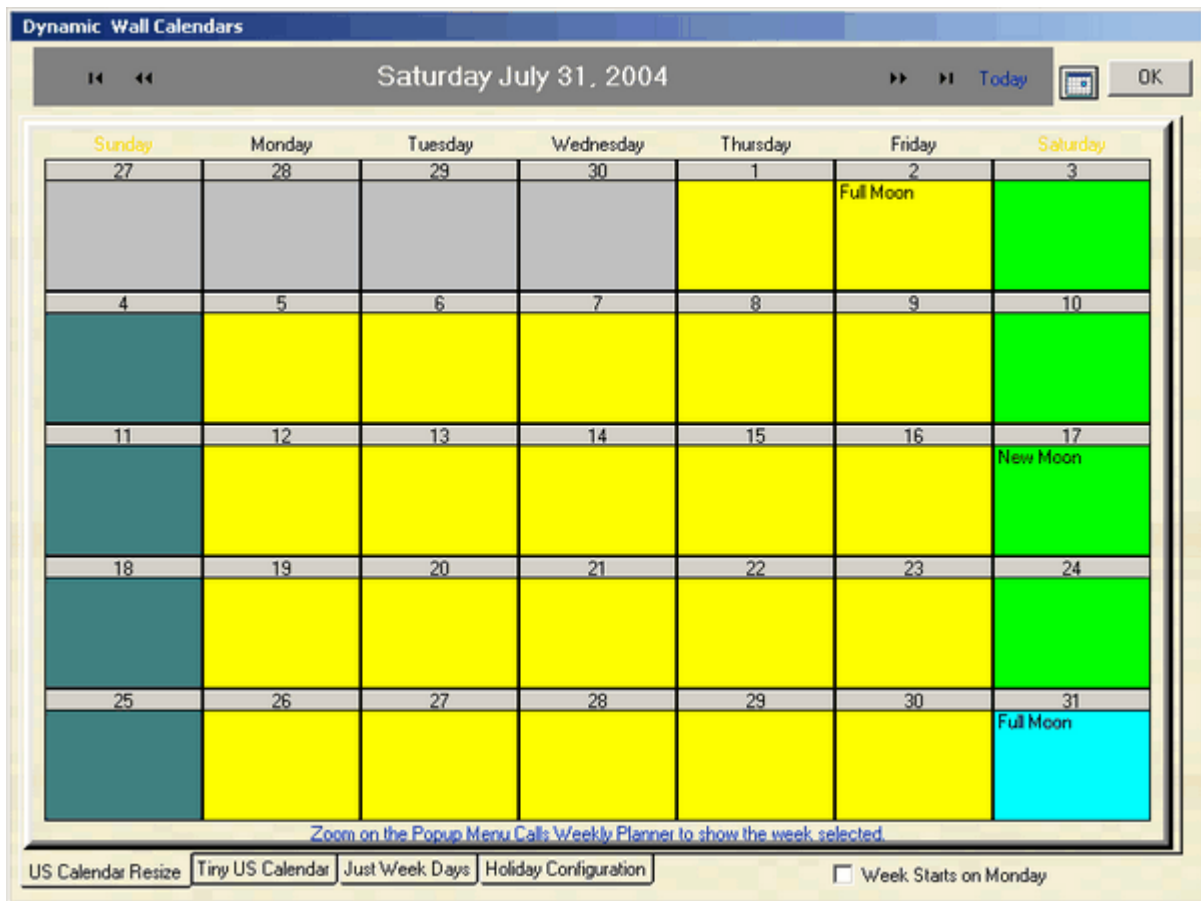 Dynamic Wall Calendars
Saturday July 31, 2004 Today OK
Sunday Monday Tuesday Wednesday Thursday Friday Saturday
27 28 29 30 1 2 3
Full Moon
4 5 6 7 8 9 10
11 12 13 14 15 16 17
New Moon
18 19 20 21 22 23 24
25 26 27 28 29 30 31
Full Moon
Zoom on the Popup Menu Calls Weekly Planner to show the week selected.
US Calendar Resize Tiny US Calendar Just Week Days Holiday Configuration Week Starts on Monday